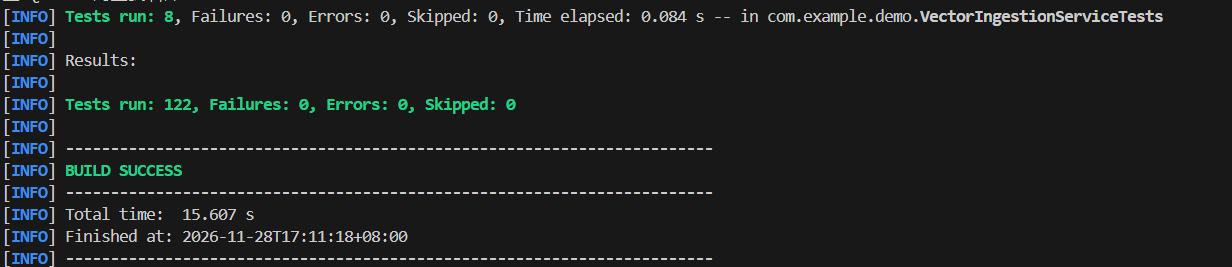 [INFO] Tests run: 8, Failures: 0, Errors: 0, Skipped: 0, Time elapsed: 0.084 s -- in com.example.demo.VectorIngestionServiceTests
[INFO]
[INFO] Results:
[INFO]
[INFO] Tests run: 122, Failures: 0, Errors: 0, Skipped: 0
[INFO]
[INFO] ------------------------------------------------------------------------
[INFO] BUILD SUCCESS
[INFO] ------------------------------------------------------------------------
[INFO] Total time:  15.607 s
[INFO] Finished at: 2026-11-28T17:11:18+08:00
[INFO] ------------------------------------------------------------------------